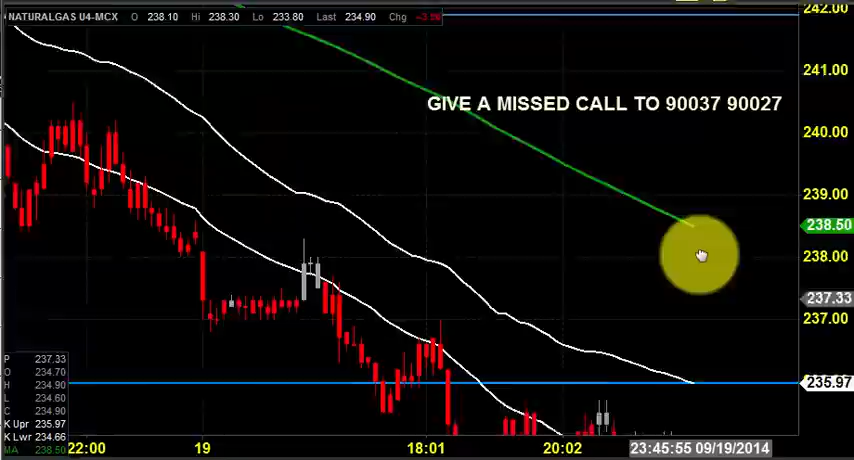 NATURALGAS U4-MCX O 238.10 Hi 238.30 Lo 233.80 Last 234.90 Chg
242.00
241.00
GIVE A MISSED CALL TO 90037 90027
240.00
239.00
238.50
238.00
237.33
237.00
235.97
P 237.33
O 234.70
H 234.90
L 234.60
C 234.90
K Upr 235.97
K Lwr 234.66
MA 238.50
22:00 19 18:01 20:02 23:45:55 09/19/2014